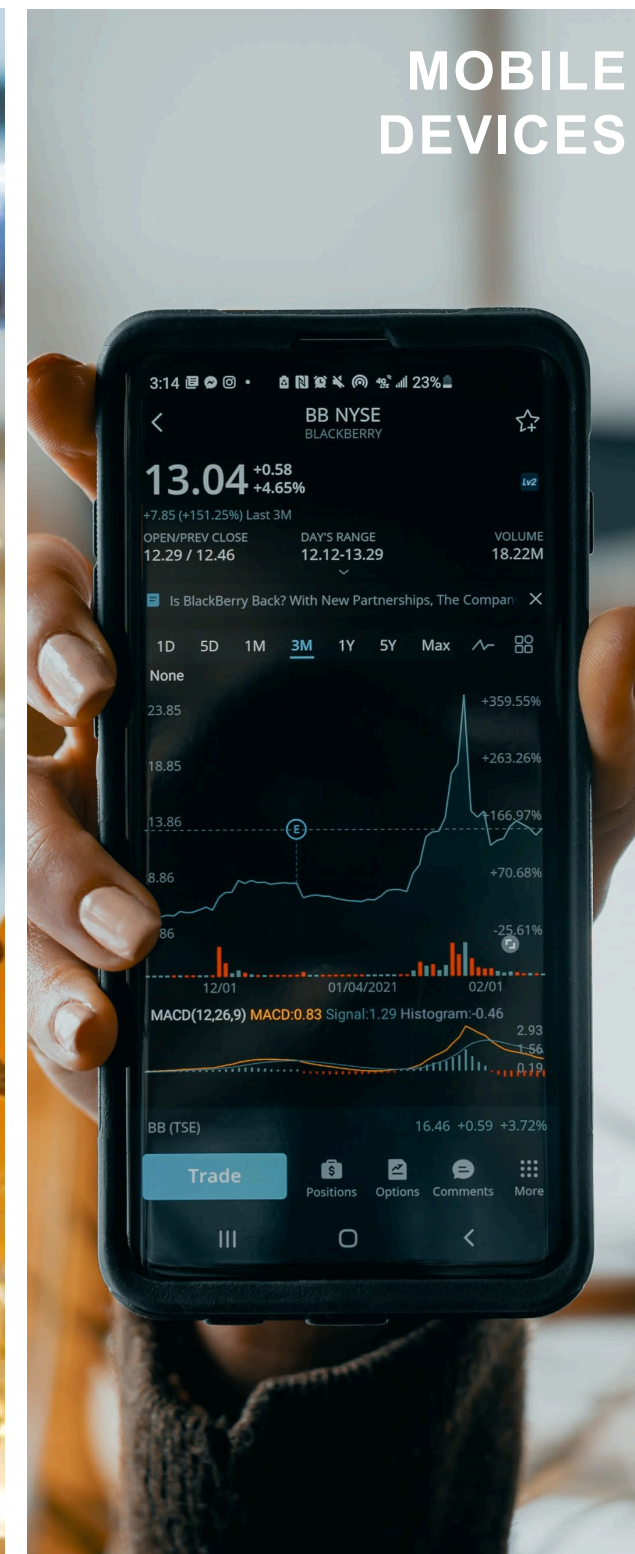 MOBILE
DEVICES
3:14
23%
BB NYSE
BLACKBERRY
13.04 +0.58
+4.65%
Lv2
+7.85 (+151.25%) Last 3M
OPEN/PREV CLOSE DAY'S RANGE VOLUME
12.29 / 12.46 12.12-13.29 18.22M
Is BlackBerry Back? With New Partnerships, The Compan
1D 5D 1M 3M 1Y 5Y Max
None
23.85 +359.55%
18.85 +263.26%
13.86 +166.97%
E
8.86 +70.68%
86 -25.61%
12/01 01/04/2021 02/01
MACD(12,26,9) MACD:0.83 Signal:1.29 Histogram:-0.46
2.93
1.56
0.19
BB (TSE) 16.46 +0.59 +3.72%
Trade
Positions Options Comments More